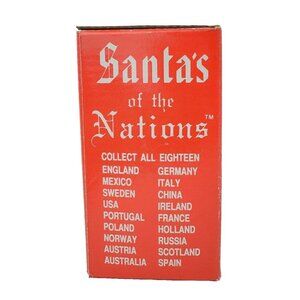 Santa's
of the
Nations™
COLLECT ALL EIGHTEEN
ENGLAND GERMANY
MEXICO ITALY
SWEDEN CHINA
USA IRELAND
PORTUGAL FRANCE
POLAND HOLLAND
NORWAY RUSSIA
AUSTRIA SCOTLAND
AUSTRALIA SPAIN